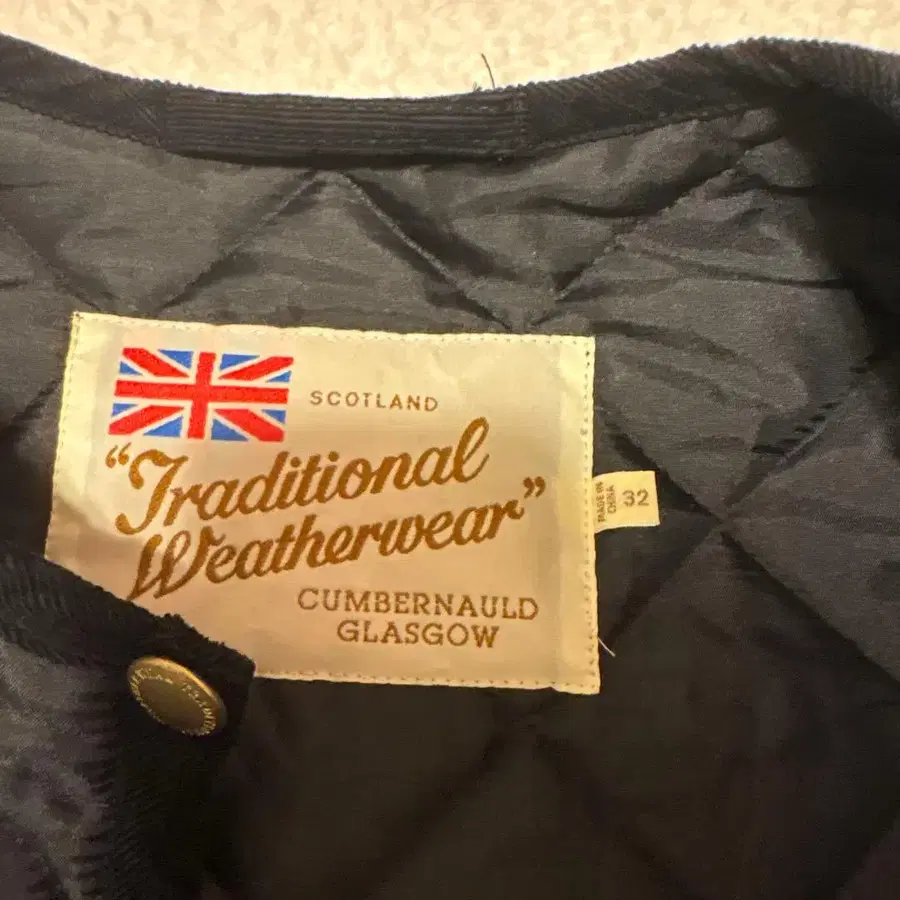 SCOTLAND
"Traditional
Weatherwear"
CUMBERNAULD
GLASGOW
MADE IN
CHINA
32